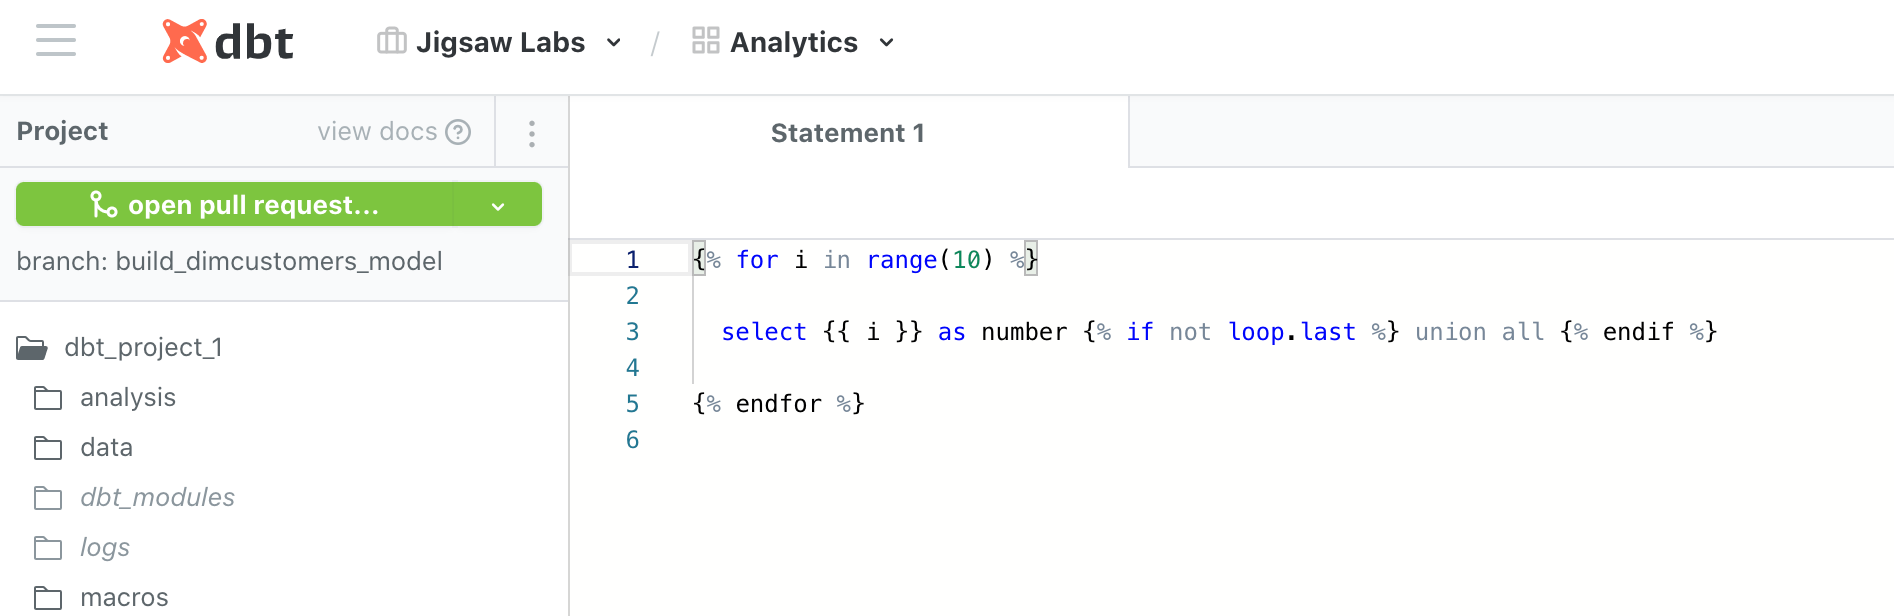 dbt Jigsaw Labs / Analytics
Project view docs ?
Statement 1
open pull request...
branch: build_dimcustomers_model
dbt_project_1
analysis
data
dbt_modules
logs
macros
1 {% for i in range(10) %}
2
3 select {{ i }} as number {% if not loop.last %} union all {% endif %}
4
5 {% endfor %}
6